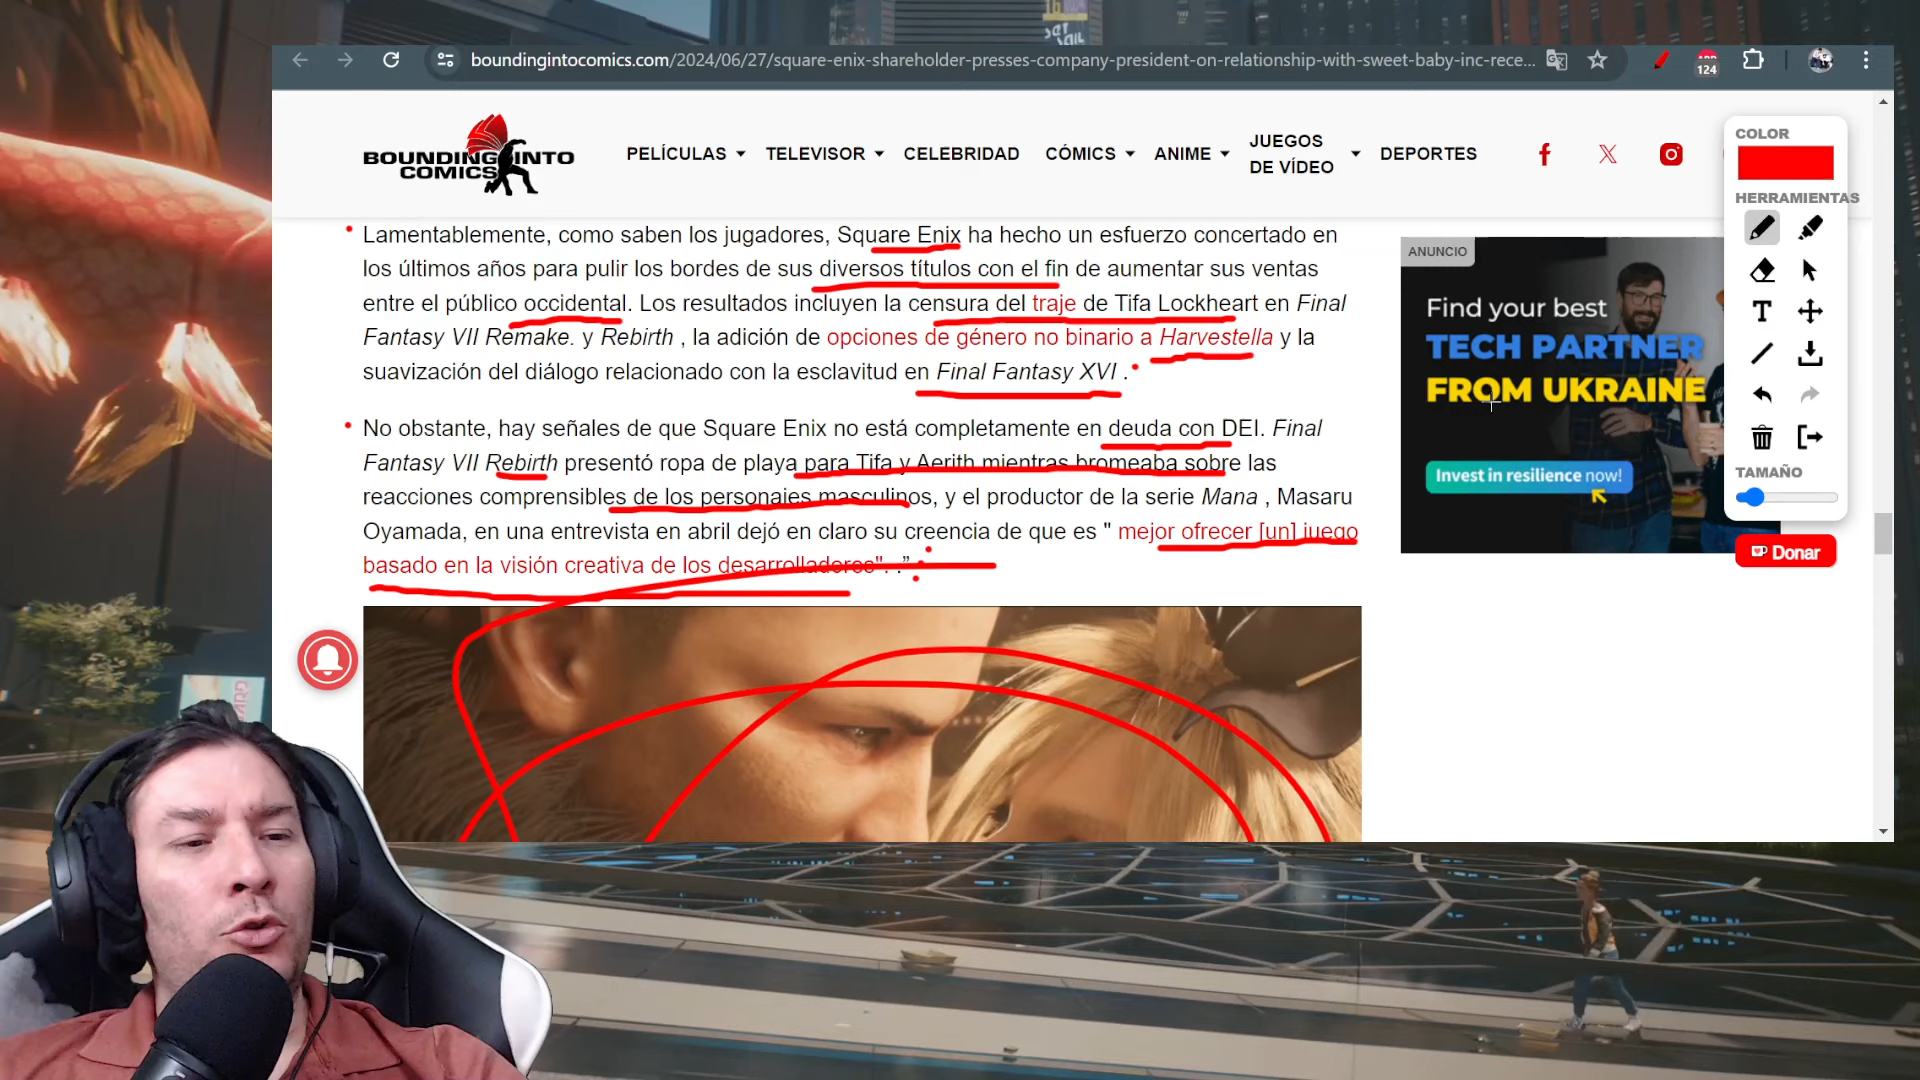 boundingintocomics.com/2024/06/27/square-enix-shareholder-presses-company-president-on-relationship-with-sweet-baby-inc-rece...
124
BOUNDING INTO
COMICS
PELÍCULAS
TELEVISOR
CELEBRIDAD
CÓMICS
ANIME
JUEGOS
DE VÍDEO
DEPORTES
COLOR
HERRAMIENTAS
TAMAÑO
Donar
Lamentablemente, como saben los jugadores, Square Enix ha hecho un esfuerzo concertado en
los últimos años para pulir los bordes de sus diversos títulos con el fin de aumentar sus ventas
entre el público occidental. Los resultados incluyen la censura del traje de Tifa Lockheart en Final
Fantasy VII Remake. y Rebirth , la adición de opciones de género no binario a Harvestella y la
suavización del diálogo relacionado con la esclavitud en Final Fantasy XVI .
No obstante, hay señales de que Square Enix no está completamente en deuda con DEI. Final
Fantasy VII Rebirth presentó ropa de playa para Tifa y Aerith mientras bromeaba sobre las
reacciones comprensibles de los personajes masculinos, y el productor de la serie Mana , Masaru
Oyamada, en una entrevista en abril dejó en claro su creencia de que es " mejor ofrecer [un] juego
basado en la visión creativa de los desarrolladores". .”
ANUNCIO
Find your best
TECH PARTNER
FROM UKRAINE
Invest in resilience now!